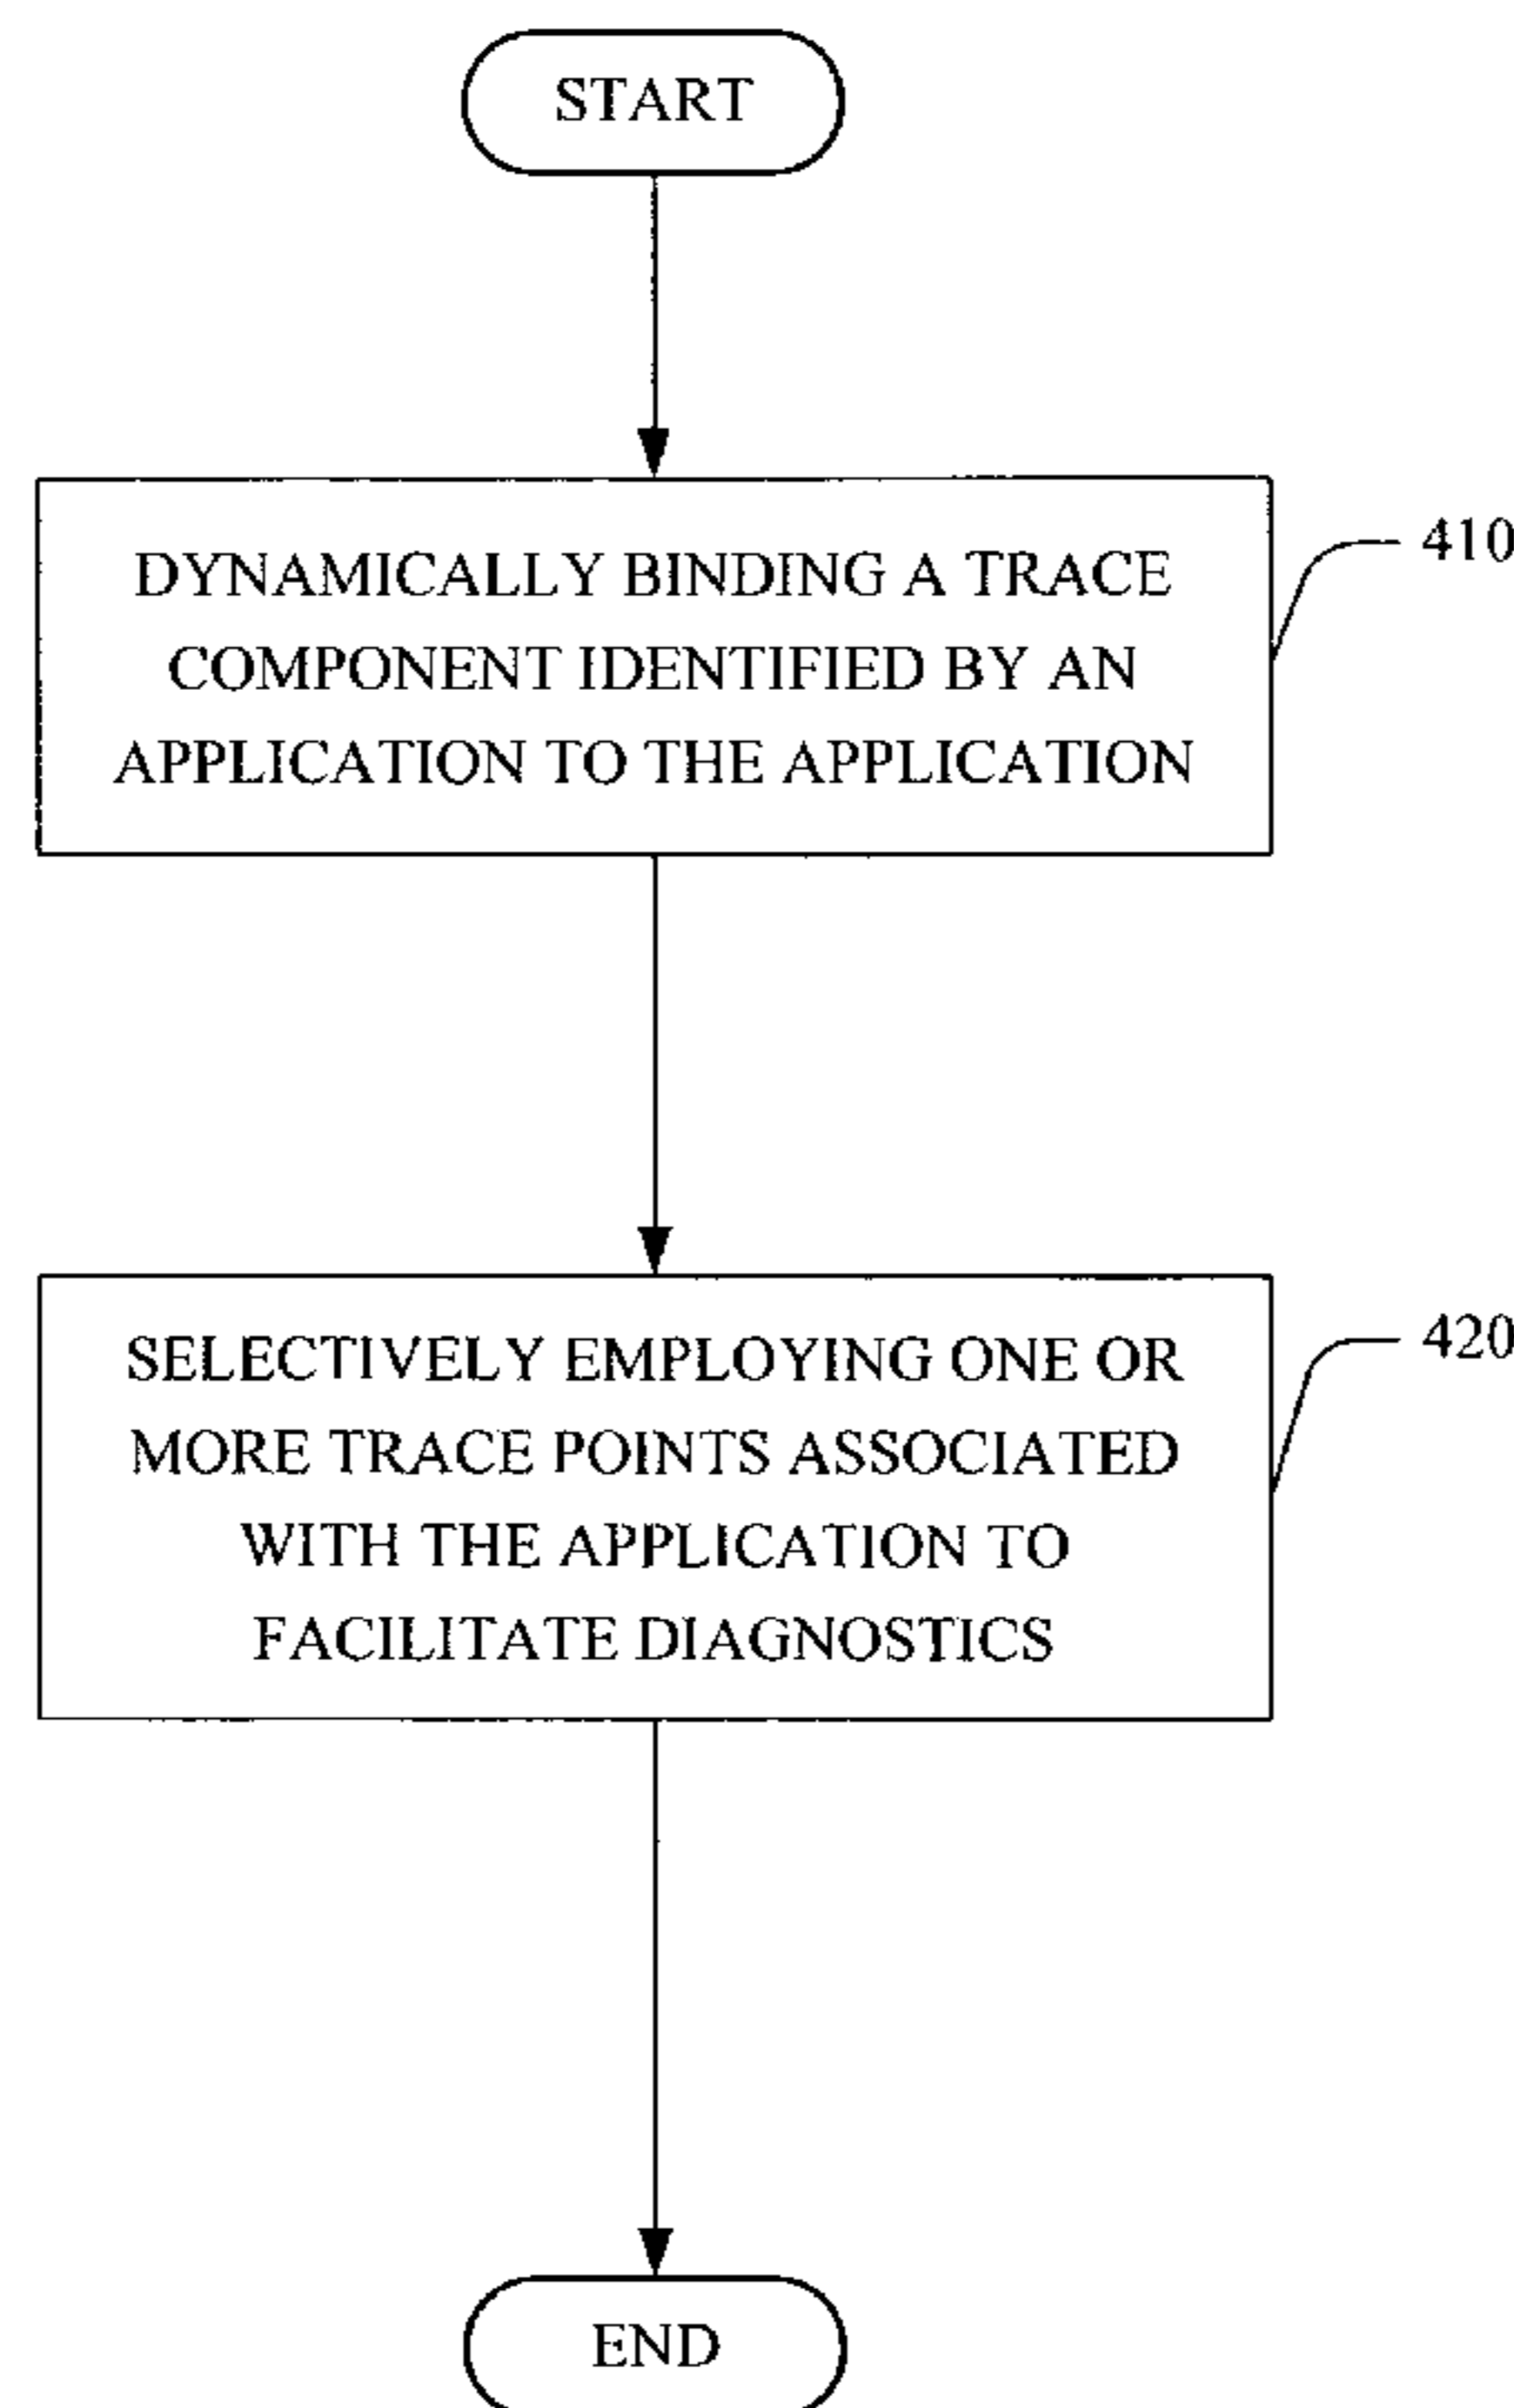 START
DYNAMICALLY BINDING A TRACE
COMPONENT IDENTIFIED BY AN
APPLICATION TO THE APPLICATION
410
SELECTIVELY EMPLOYING ONE OR
MORE TRACE POINTS ASSOCIATED
WITH THE APPLICATION TO
FACILITATE DIAGNOSTICS
420
END